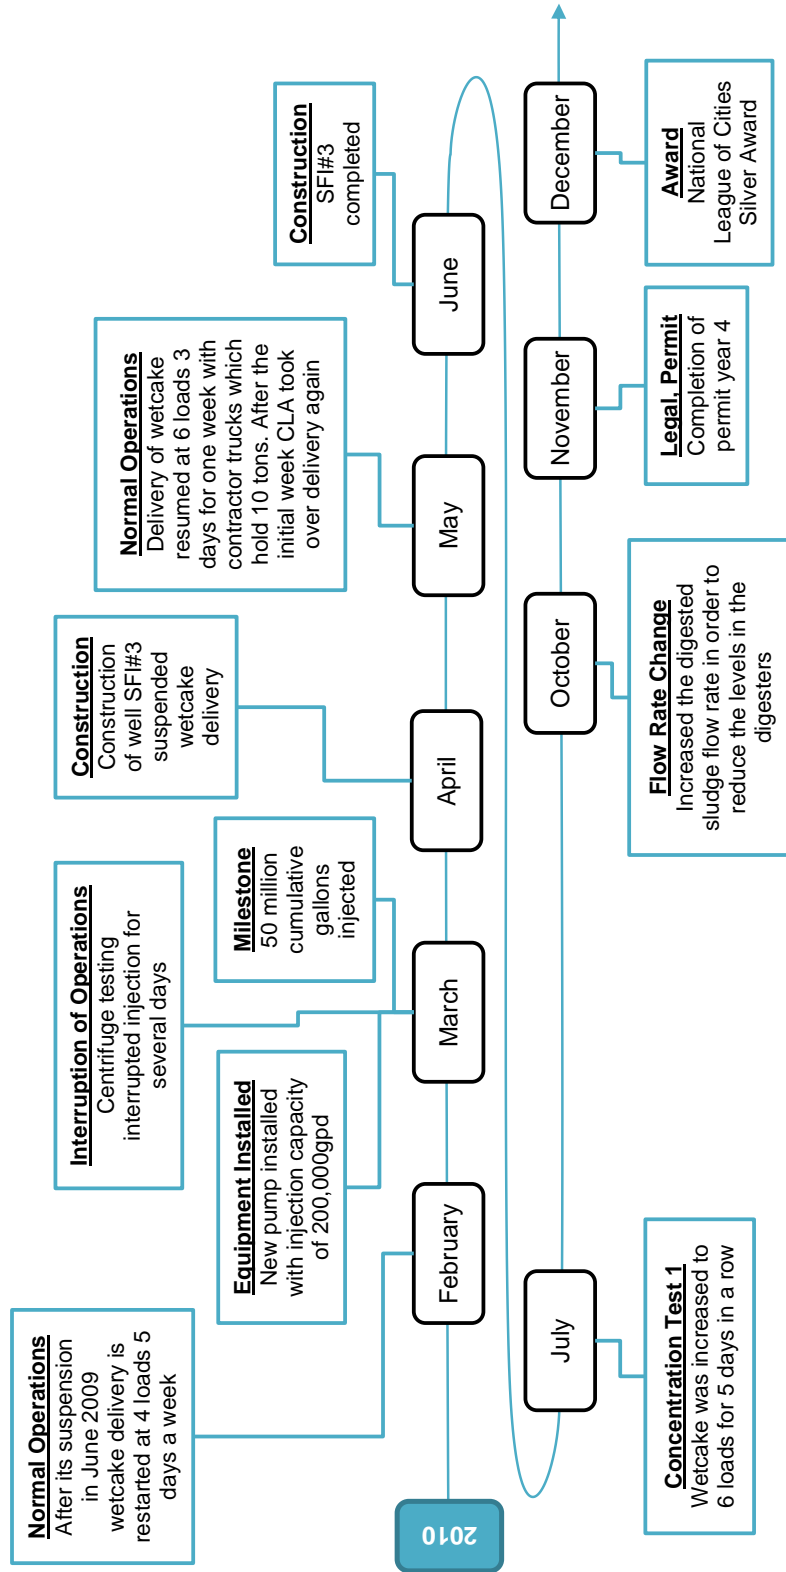 2010
Normal Operations
After its suspension
in June 2009
wetcake delivery is
restarted at 4 loads 5
days a week
February
Equipment Installed
New pump installed
with injection capacity
of 200,000gpd
Interruption of Operations
Centrifuge testing
interrupted injection for
several days
Milestone
50 million
cumulative
gallons
injected
March
Construction
Construction
of well SFI#3
suspended
wetcake
delivery
April
Normal Operations
Delivery of wetcake
resumed at 6 loads 3
days for one week with
contractor trucks which
hold 10 tons. After the
initial week CLA took
over delivery again
May
Construction
SFI#3
completed
June
July
Concentration Test 1
Wetcake was increased to
6 loads for 5 days in a row
October
Flow Rate Change
Increased the digested
sludge flow rate in order to
reduce the levels in the
digesters
November
Legal, Permit
Completion of
permit year 4
December
Award
National
League of Cities
Silver Award